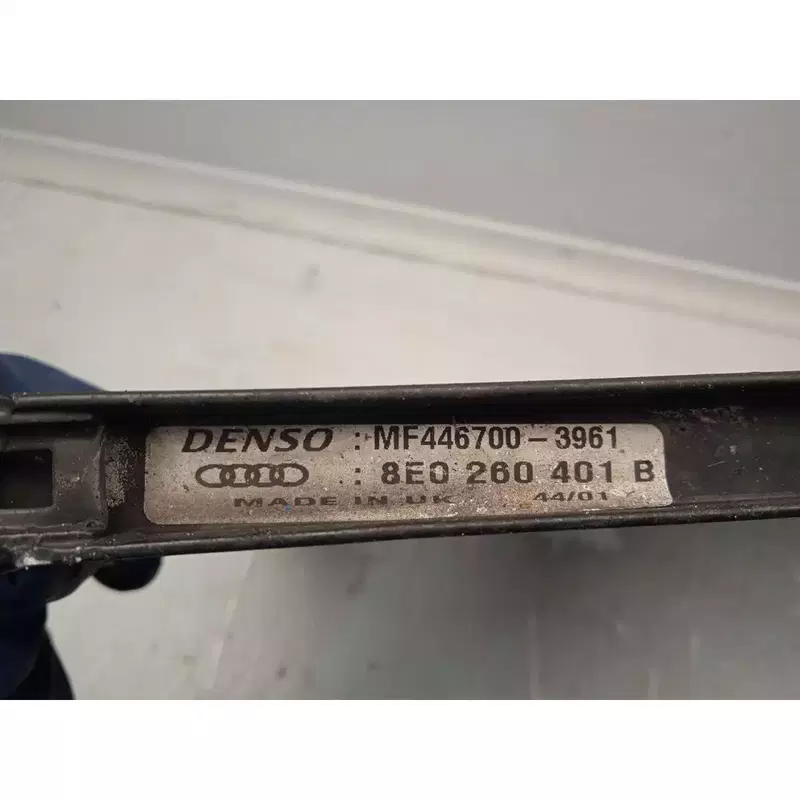 DENSO : MF446700-3961
: 8E0 260 401 B
MADE IN UK 44/01 Y